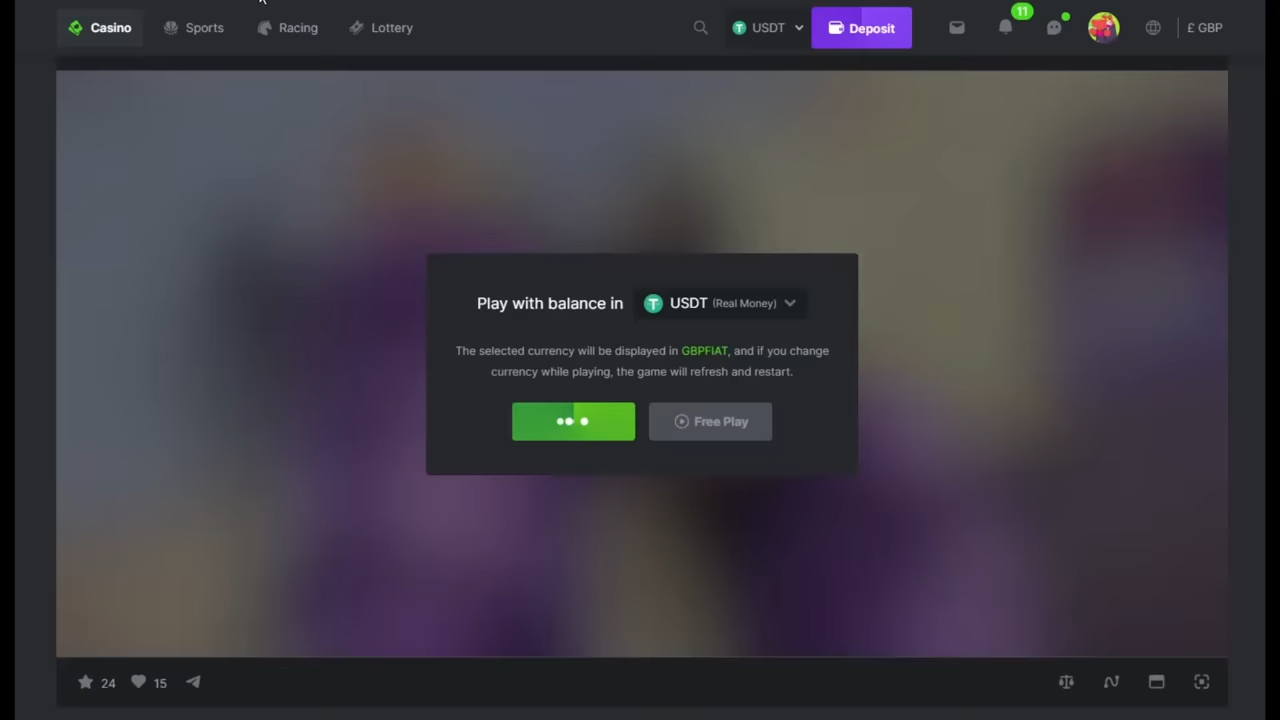 Casino
Sports
Racing
Lottery
USDT
Deposit
11
£ GBP
Play with balance in
USDT (Real Money)
The selected currency will be displayed in GBPFIAT, and if you change
currency while playing, the game will refresh and restart.
Free Play
24
15